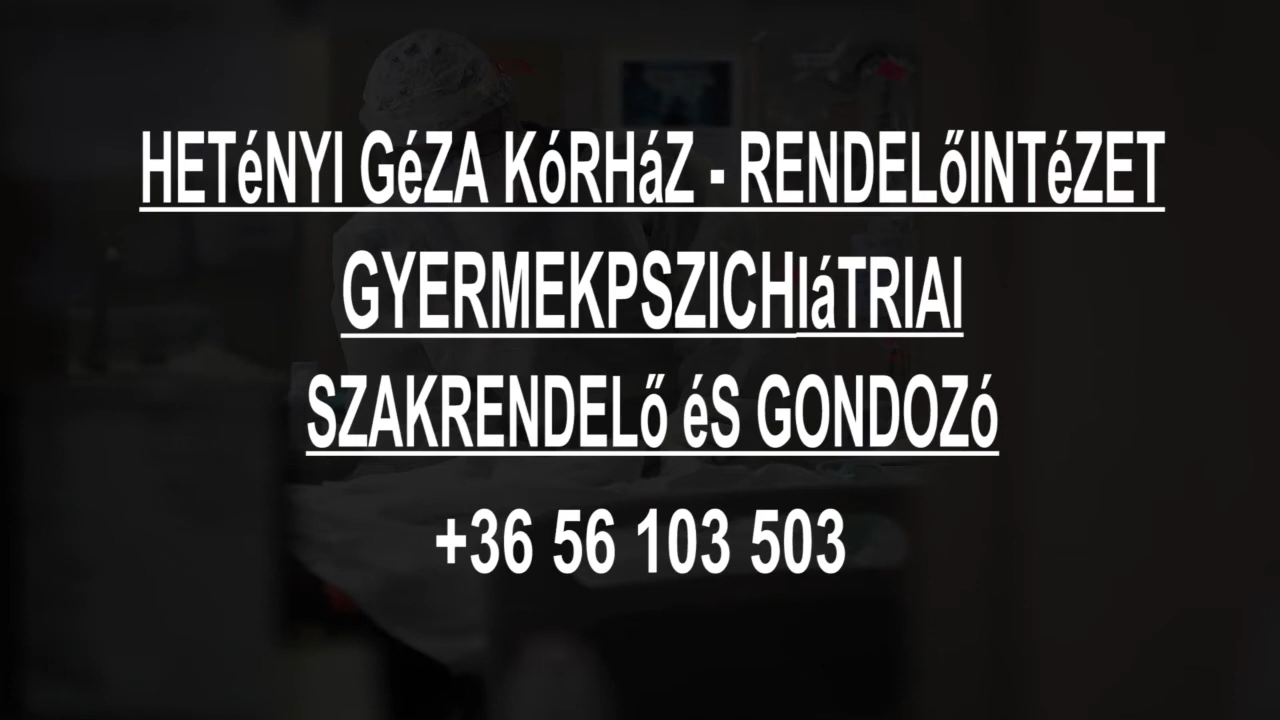 HETéNYI GéZA KóRHáZ - RENDELőINTéZET
GYERMEKPSZICHIáTRIAI
SZAKRENDELő éS GONDOZó
+36 56 103 503